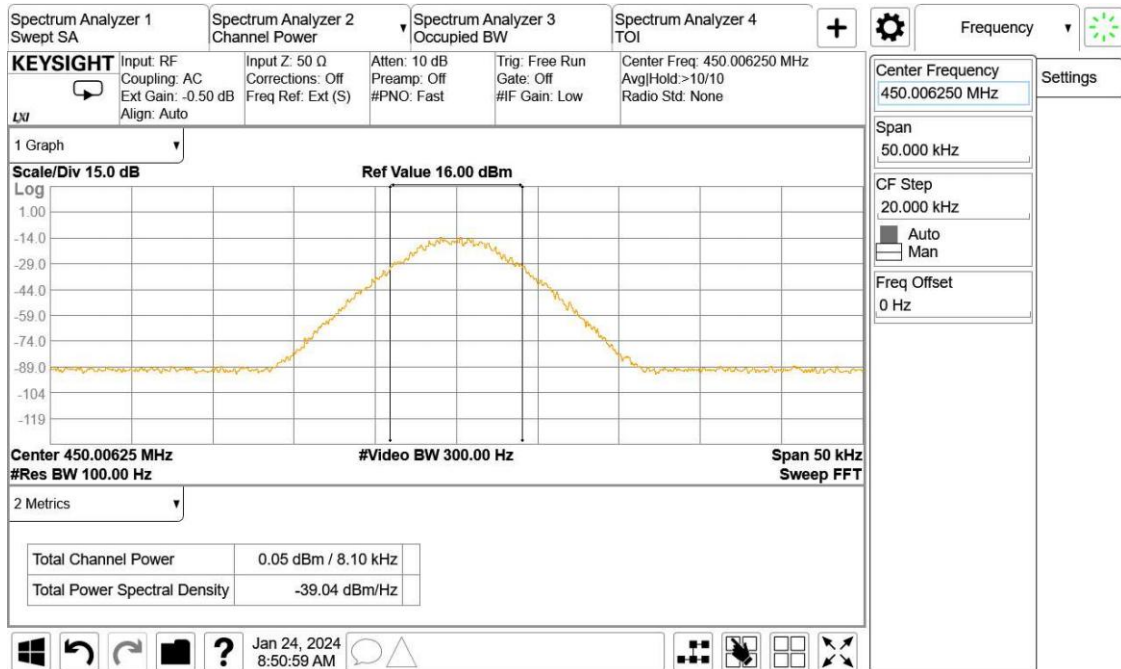 Spectrum Analyzer 1
Swept SA
Spectrum Analyzer 2
Channel Power
Spectrum Analyzer 3
Occupied BW
Spectrum Analyzer 4
TOI
+
Frequency
KEYSIGHT
LXI
Input: RF
Coupling: AC
Ext Gain: -0.50 dB
Align: Auto
Input Z: 50 Ω
Corrections: Off
Freq Ref: Ext (S)
Atten: 10 dB
Preamp: Off
#PNO: Fast
Trig: Free Run
Gate: Off
#IF Gain: Low
Center Freq: 450.006250 MHz
Avg|Hold:>10/10
Radio Std: None
Center Frequency
450.006250 MHz
Settings
Span
50.000 kHz
CF Step
20.000 kHz
Auto
Man
Freq Offset
0 Hz
1 Graph
Scale/Div 15.0 dB
Ref Value 16.00 dBm
Log
1.00
-14.0
-29.0
-44.0
-59.0
-74.0
-89.0
-104
-119
Center 450.00625 MHz
#Video BW 300.00 Hz
Span 50 kHz
#Res BW 100.00 Hz
Sweep FFT
2 Metrics
Total Channel Power 0.05 dBm / 8.10 kHz
Total Power Spectral Density -39.04 dBm/Hz
?
Jan 24, 2024
8:50:59 AM